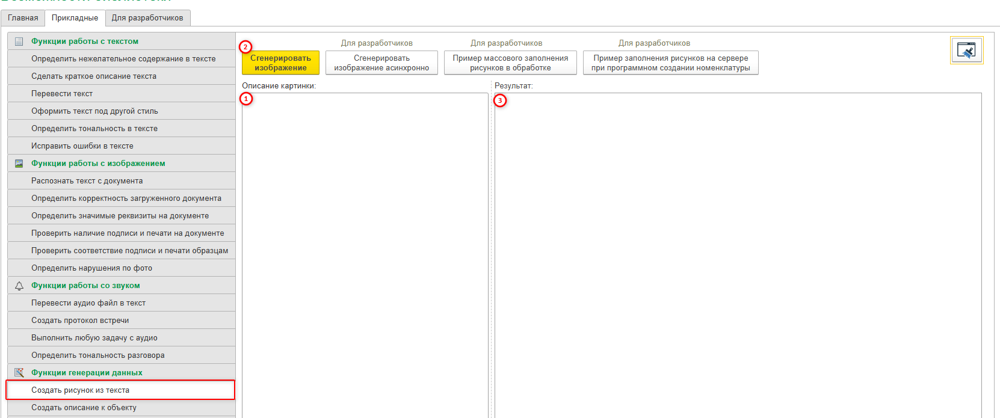 Главная
Прикладные
Для разработчиков
Функции работы с текстом
Определить нежелательное содержание в тексте
Сделать краткое описание текста
Перевести текст
Оформить текст под другой стиль
Определить тональность в тексте
Исправить ошибки в тексте
Функции работы с изображением
Распознать текст с документа
Определить корректность загруженного документа
Определить значимые реквизиты на документе
Проверить наличие подписи и печати на документе
Проверить соответствие подписи и печати образцам
Определить нарушения по фото
Функции работы со звуком
Перевести аудио файл в текст
Создать протокол встречи
Выполнить любую задачу с аудио
Определить тональность разговора
Функции генерации данных
Создать рисунок из текста
Создать описание к объекту
2
Сгенерировать
изображение
Для разработчиков
Сгенерировать
изображение асинхронно
Для разработчиков
Пример массового заполнения
рисунков в обработке
Для разработчиков
Пример заполнения рисунков на сервере
при программном создании номенклатуры
Описание картинки:
1
Результат:
3